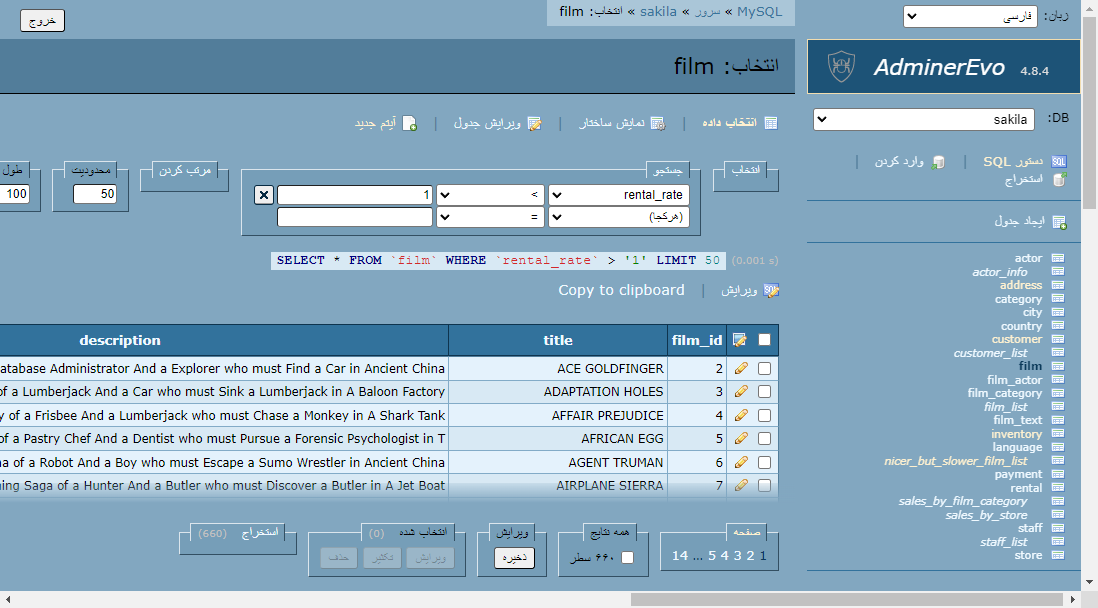 زبان: فارسی
MySQL » سرور » sakila » انتخاب: film
خروج
AdminerEvo 4.8.4
انتخاب: film
DB: sakila
انتخاب داده | نمایش ساختار | ویرایش جدول | آیتم جدید
دستور SQL | وارد کردن |
استخراج
ایجاد جدول
انتخاب
جستجو
rental_rate < 1
(هرکجا) =
مرتب کردن
محدودیت
50
طول
100
SELECT * FROM `film` WHERE `rental_rate` > '1' LIMIT 50 (0.001 s)
ویرایش | Copy to clipboard
actor
actor_info
address
category
city
country
customer
customer_list
film
film_actor
film_category
film_list
film_text
inventory
language
nicer_but_slower_film_list
payment
rental
sales_by_film_category
sales_by_store
staff
staff_list
store
film_id title description
2 ACE GOLDFINGER atabase Administrator And a Explorer who must Find a Car in Ancient China
3 ADAPTATION HOLES of a Lumberjack And a Car who must Sink a Lumberjack in A Baloon Factory
4 AFFAIR PREJUDICE y of a Frisbee And a Lumberjack who must Chase a Monkey in A Shark Tank
5 AFRICAN EGG of a Pastry Chef And a Dentist who must Pursue a Forensic Psychologist in T
6 AGENT TRUMAN na of a Robot And a Boy who must Escape a Sumo Wrestler in Ancient China
7 AIRPLANE SIERRA ning Saga of a Hunter And a Butler who must Discover a Butler in A Jet Boat
صفحه
1 2 3 4 5 … 14
همه نتایج
۶۶۰ سطر
ویرایش
ذخیره
انتخاب شده (0)
ویرایش تکثیر حذف
استخراج (660)